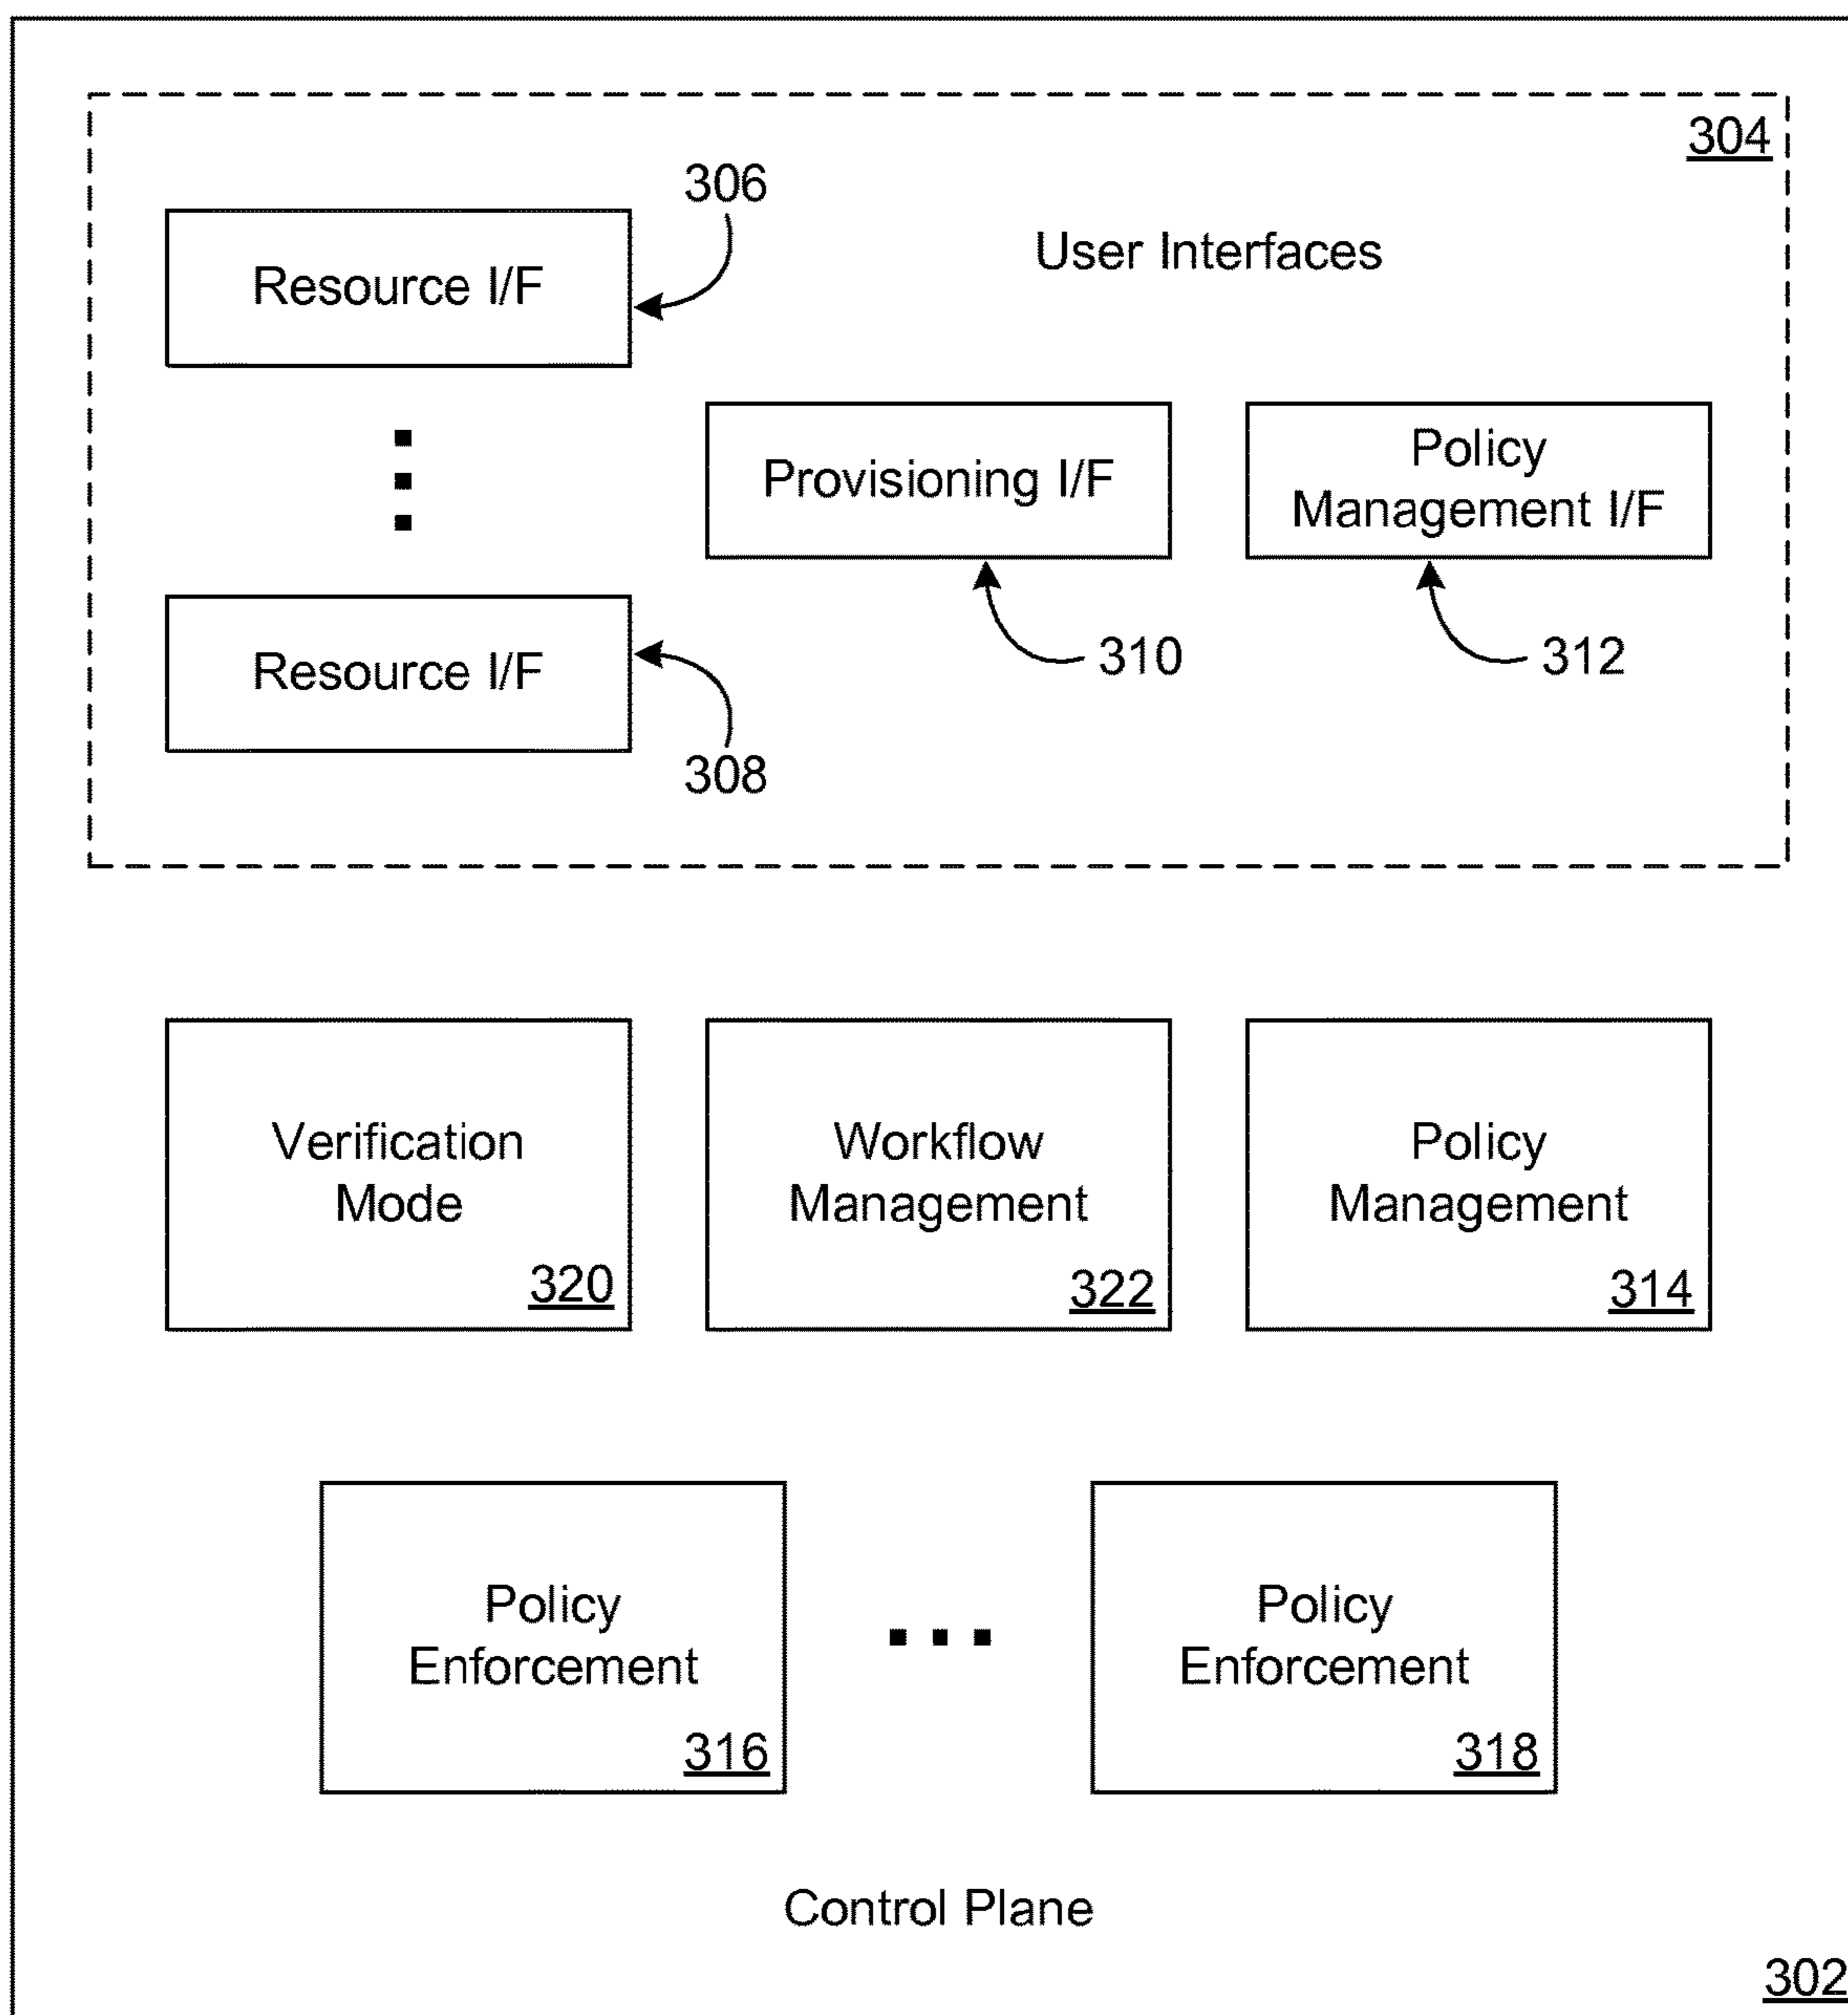 304
306
User Interfaces
Resource I/F
Provisioning I/F
Policy
Management I/F
Resource I/F
310
312
308
Verification
Mode
320
Workflow
Management
322
Policy
Management
314
Policy
Enforcement
316
Policy
Enforcement
318
Control Plane
302